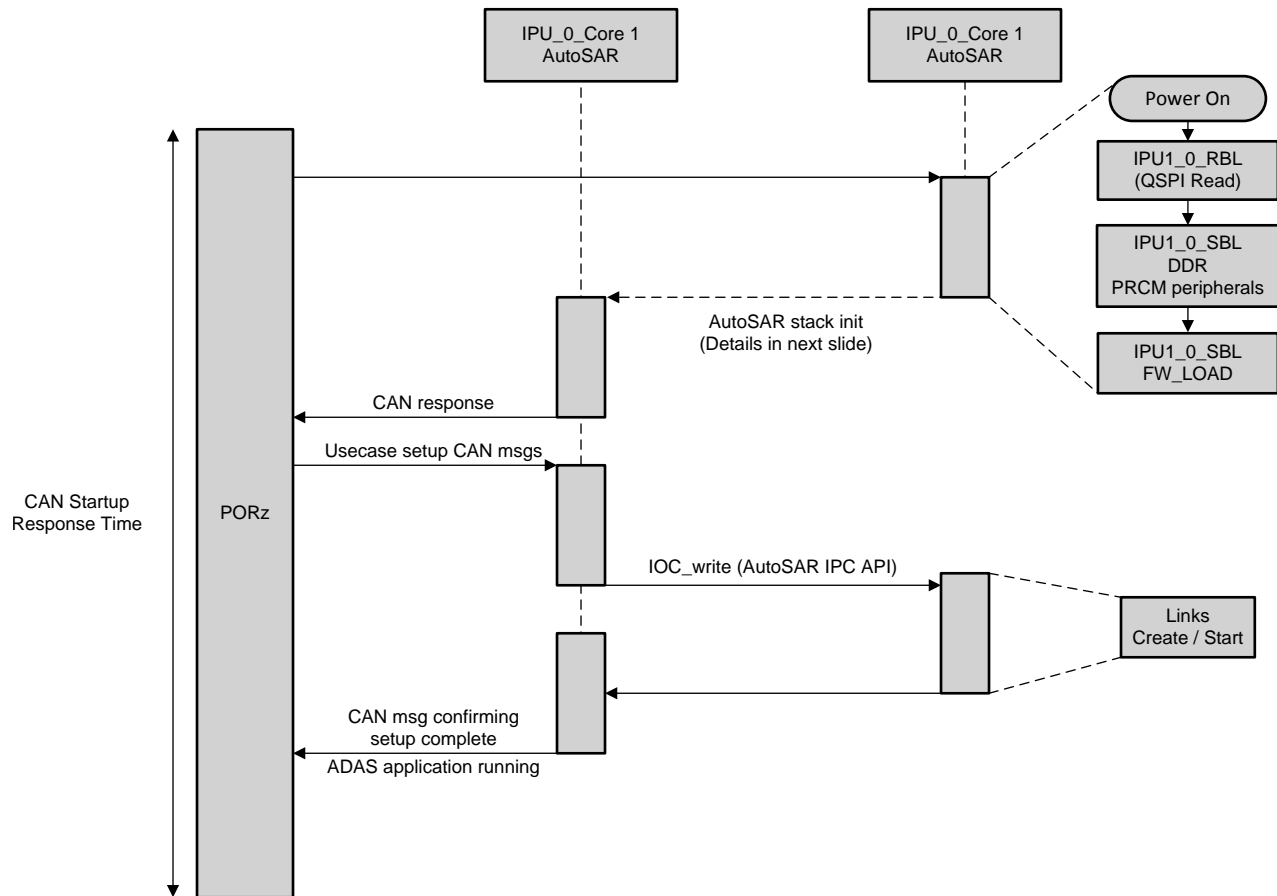 IPU_0_Core 1
AutoSAR
IPU_0_Core 1
AutoSAR
Power On
IPU1_0_RBL
(QSPI Read)
IPU1_0_SBL
DDR
PRCM peripherals
IPU1_0_SBL
FW_LOAD
AutoSAR stack init
(Details in next slide)
CAN response
Usecase setup CAN msgs
CAN Startup
Response Time
PORz
IOC_write (AutoSAR IPC API)
Links
Create / Start
CAN msg confirming
setup complete
ADAS application running